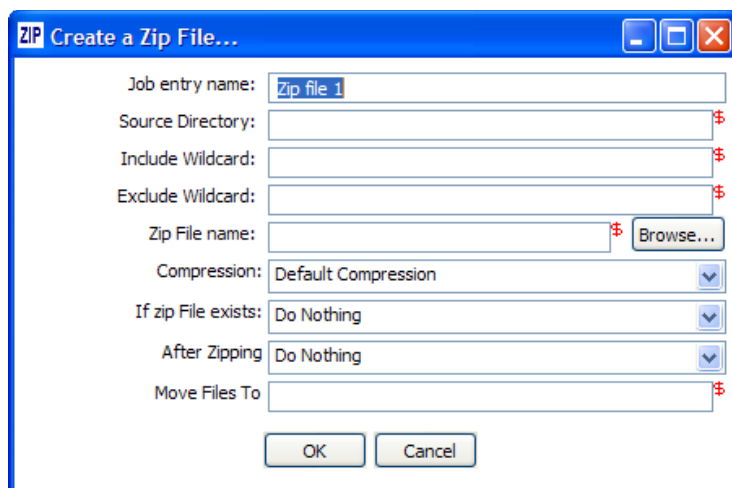 ZIP Create a Zip File...
Job entry name: Zip file 1
Source Directory: $
Include Wildcard: $
Exclude Wildcard: $
Zip File name: $ Browse...
Compression: Default Compression
If zip File exists: Do Nothing
After Zipping Do Nothing
Move Files To $
OK Cancel